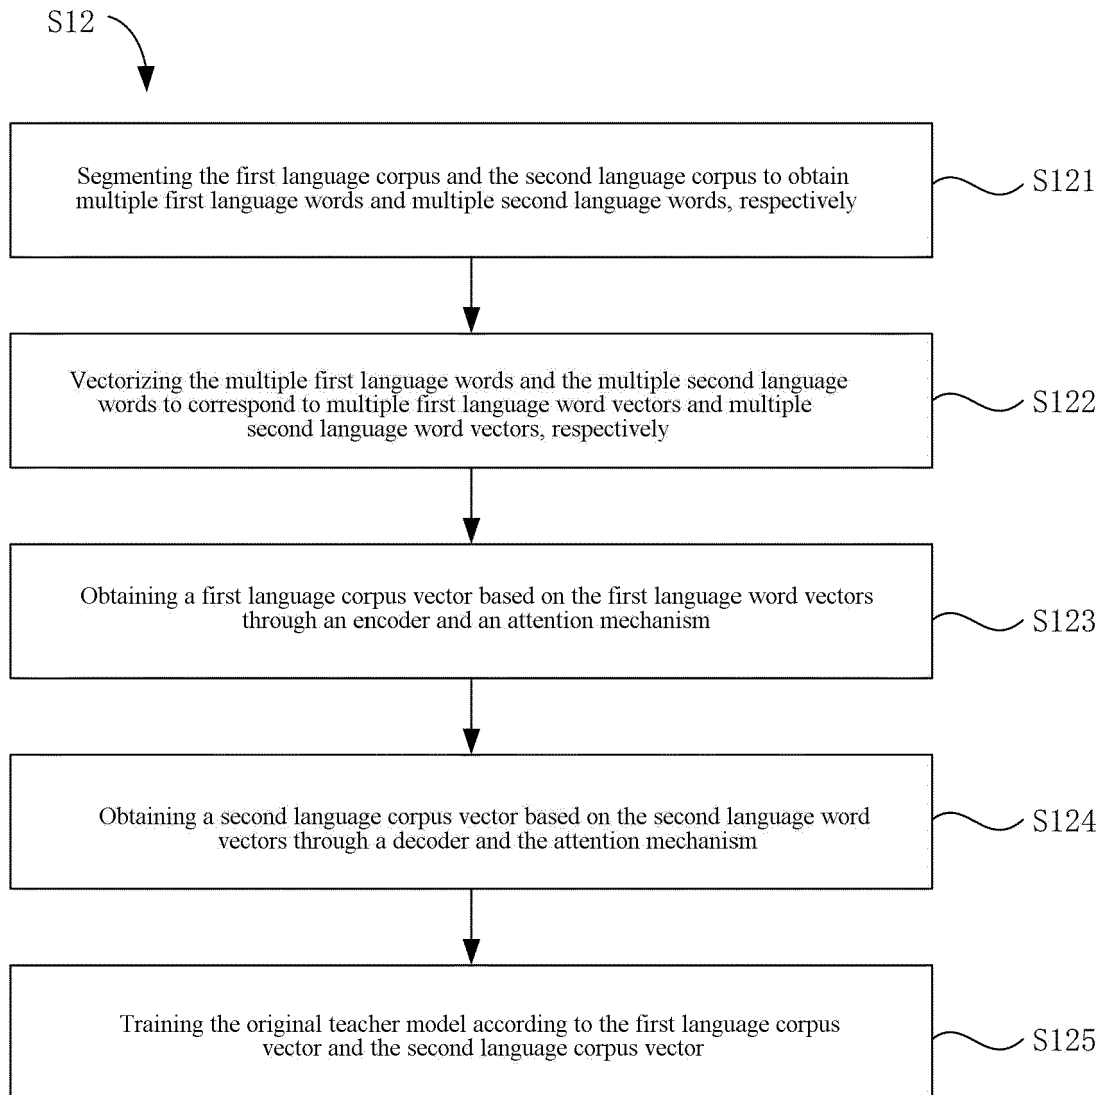 S12
Segmenting the first language corpus and the second language corpus to obtain
multiple first language words and multiple second language words, respectively
S121
Vectorizing the multiple first language words and the multiple second language
words to correspond to multiple first language word vectors and multiple
second language word vectors, respectively
S122
Obtaining a first language corpus vector based on the first language word vectors
through an encoder and an attention mechanism
S123
Obtaining a second language corpus vector based on the second language word
vectors through a decoder and the attention mechanism
S124
Training the original teacher model according to the first language corpus
vector and the second language corpus vector
S125